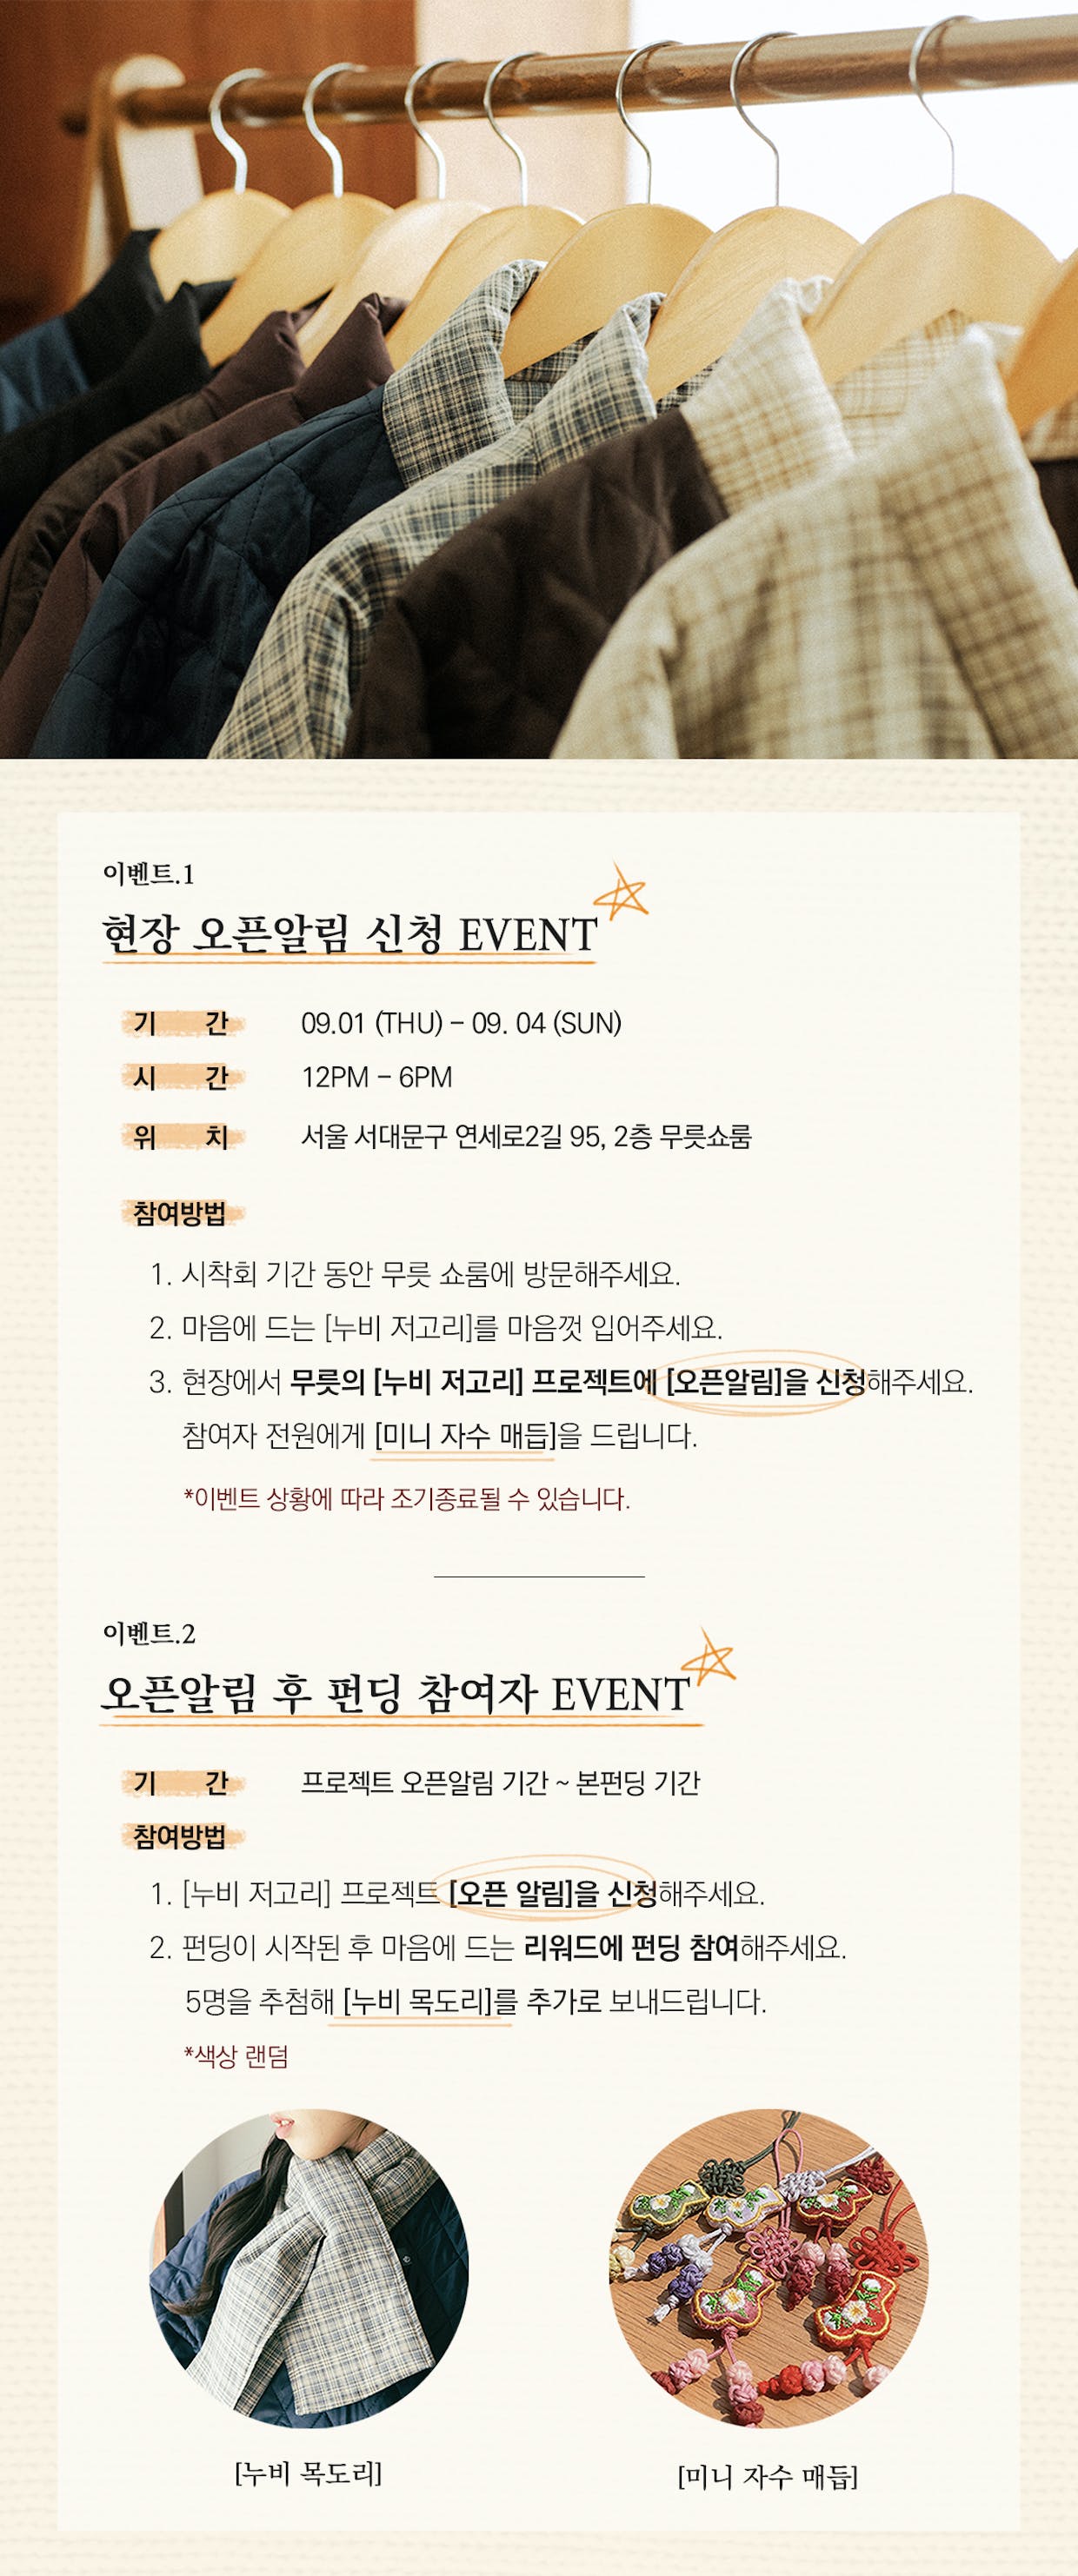 이벤트.1
현장 오픈알림 신청 EVENT
기 간 09.01 (THU) – 09. 04 (SUN)
시 간 12PM – 6PM
위 치 서울 서대문구 연세로2길 95, 2층 무릇쇼룸
참여방법
1. 시착회 기간 동안 무릇 쇼룸에 방문해주세요.
2. 마음에 드는 [누비 저고리]를 마음껏 입어주세요.
3. 현장에서 무릇의 [누비 저고리] 프로젝트에 [오픈알림]을 신청해주세요.
참여자 전원에게 [미니 자수 매듭]을 드립니다.
*이벤트 상황에 따라 조기종료될 수 있습니다.
이벤트.2
오픈알림 후 펀딩 참여자 EVENT
기 간 프로젝트 오픈알림 기간 ~ 본펀딩 기간
참여방법
1. [누비 저고리] 프로젝트 [오픈 알림]을 신청해주세요.
2. 펀딩이 시작된 후 마음에 드는 리워드에 펀딩 참여해주세요.
5명을 추첨해 [누비 목도리]를 추가로 보내드립니다.
*색상 랜덤
[누비 목도리]
[미니 자수 매듭]